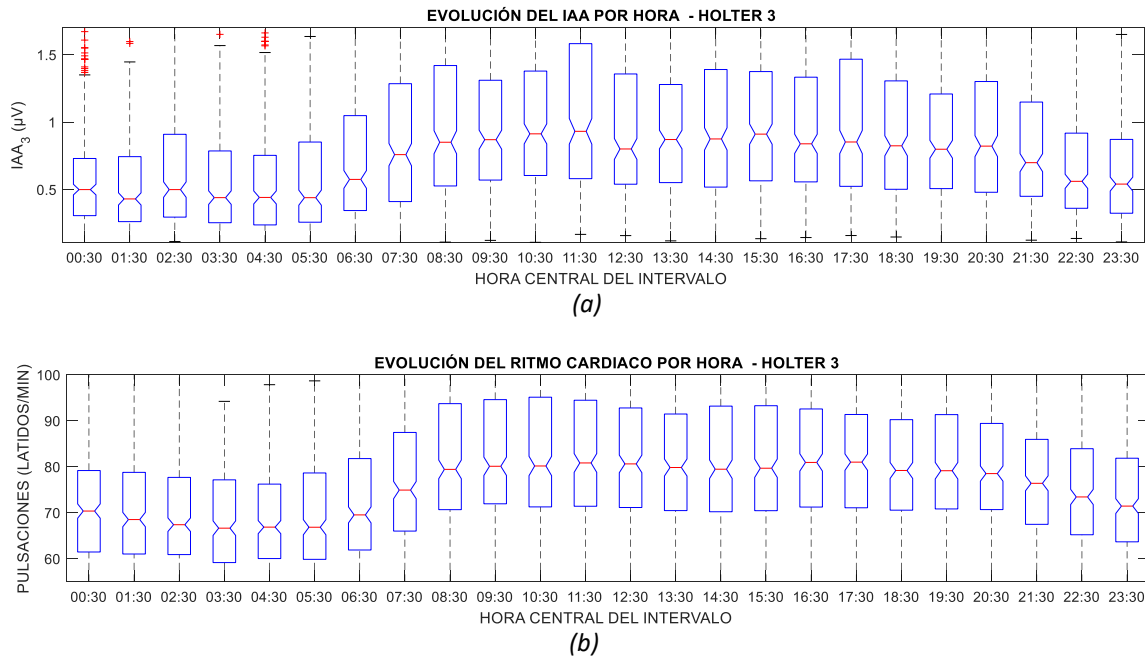 EVOLUCIÓN DEL IAA POR HORA - HOLTER 3
1.5
1
0.5
IAA3 (μV)
00:30 01:30 02:30 03:30 04:30 05:30 06:30 07:30 08:30 09:30 10:30 11:30 12:30 13:30 14:30 15:30 16:30 17:30 18:30 19:30 20:30 21:30 22:30 23:30
HORA CENTRAL DEL INTERVALO
(a)
EVOLUCIÓN DEL RITMO CARDIACO POR HORA - HOLTER 3
100
90
80
70
60
PULSACIONES (LATIDOS/MIN)
00:30 01:30 02:30 03:30 04:30 05:30 06:30 07:30 08:30 09:30 10:30 11:30 12:30 13:30 14:30 15:30 16:30 17:30 18:30 19:30 20:30 21:30 22:30 23:30
HORA CENTRAL DEL INTERVALO
(b)